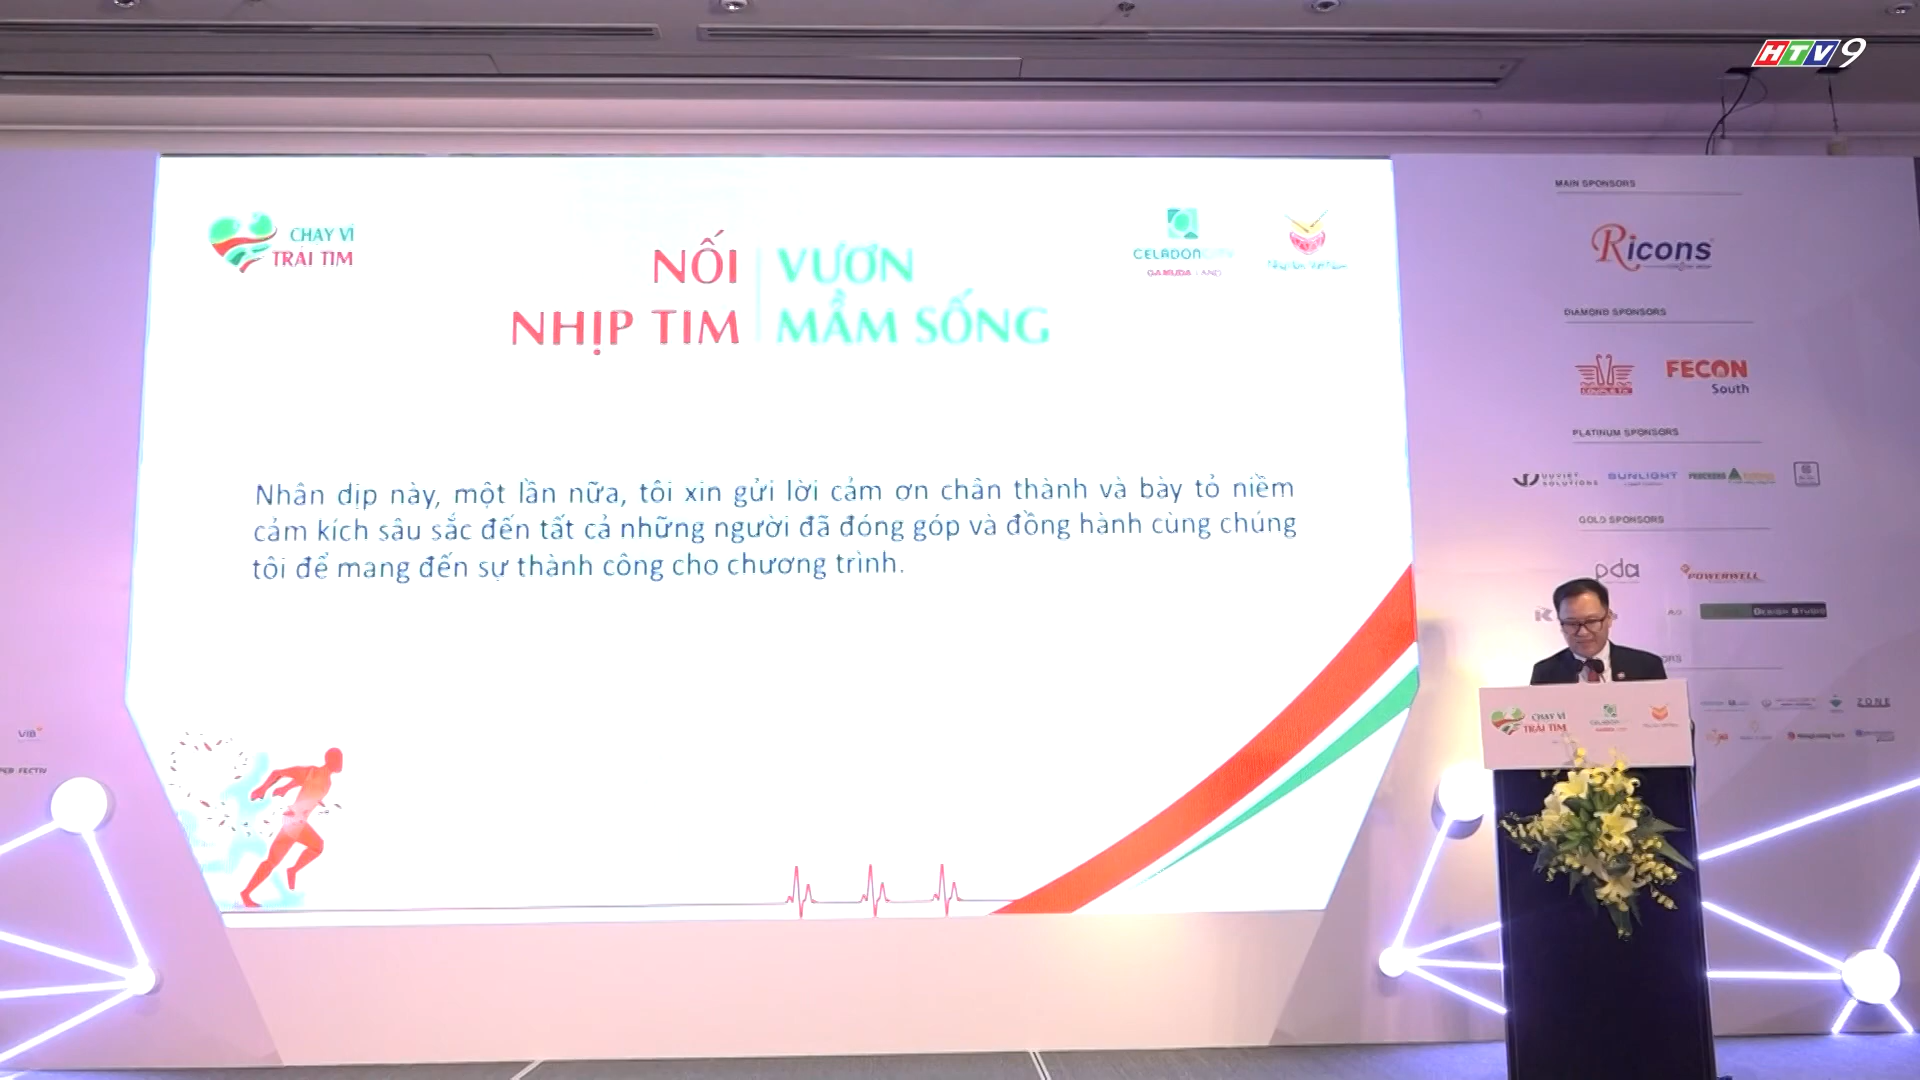 HTV9
MAIN SPONSORS
CHẠY VÌ
TRÁI TIM
NỐI
NHỊP TIM
VƯƠN
MẦM SỐNG
CELADON CITY
GAMUDA LAND
Ricons
DIAMOND SPONSORS
FECON
South
PLATINUM SPONSORS
SOLUTIONS
SUNLIGHT
Nhân dịp này, một lần nữa, tôi xin gửi lời cảm ơn chân thành và bày tỏ niềm
cảm kích sâu sắc đến tất cả những người đã đóng góp và đồng hành cùng chúng
tôi để mang đến sự thành công cho chương trình.
GOLD SPONSORS
pda
POWERWELL
DESIGN STUDIO
ZONE
CHẠY VÌ
TRÁI TIM
VIB